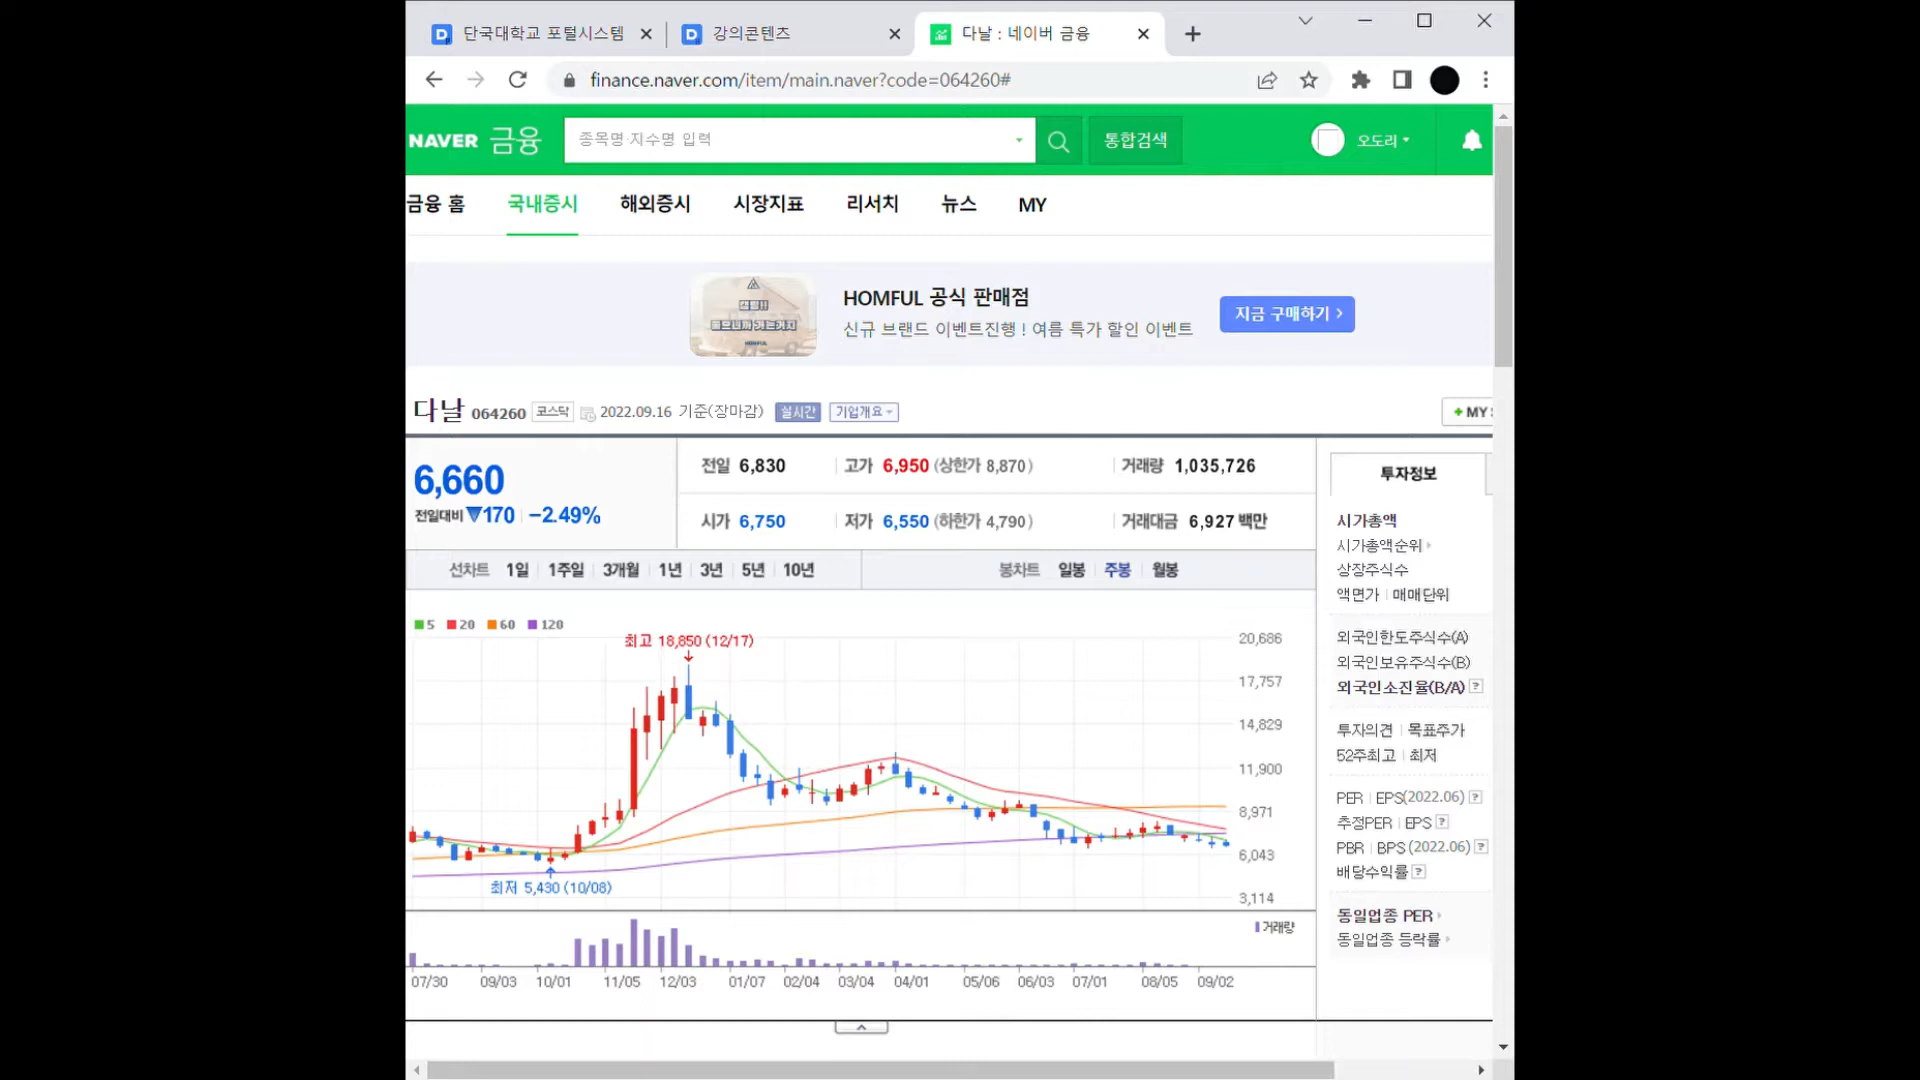 단국대학교 포털시스템
강의콘텐츠
다날 : 네이버 금융
finance.naver.com/item/main.naver?code=064260#
NAVER 금융
종목명·지수명 입력
통합검색
오도리
금융 홈 국내증시 해외증시 시장지표 리서치 뉴스 MY
HOMFUL 공식 판매점
신규 브랜드 이벤트진행 ! 여름 특가 할인 이벤트
지금 구매하기
HOMFUL
다날 064260 코스닥 2022.09.16 기준(장마감) 실시간 기업개요
+ MY
6,660
전일대비 ▼170 -2.49%
전일 6,830 고가 6,950 (상한가 8,870) 거래량 1,035,726
시가 6,750 저가 6,550 (하한가 4,790) 거래대금 6,927 백만
선차트 1일 1주일 3개월 1년 3년 5년 10년
봉차트 일봉 주봉 월봉
5 20 60 120
최고 18,850 (12/17)
최저 5,430 (10/08)
20,686
17,757
14,829
11,900
8,971
6,043
3,114
거래량
07/30 09/03 10/01 11/05 12/03 01/07 02/04 03/04 04/01 05/06 06/03 07/01 08/05 09/02
투자정보
시가총액
시가총액순위
상장주식수
액면가 | 매매단위
외국인한도주식수(A)
외국인보유주식수(B)
외국인소진율(B/A) ?
투자의견 | 목표주가
52주최고 | 최저
PER | EPS(2022.06) ?
추정PER | EPS ?
PBR | BPS (2022.06) ?
배당수익률 ?
동일업종 PER
동일업종 등락률